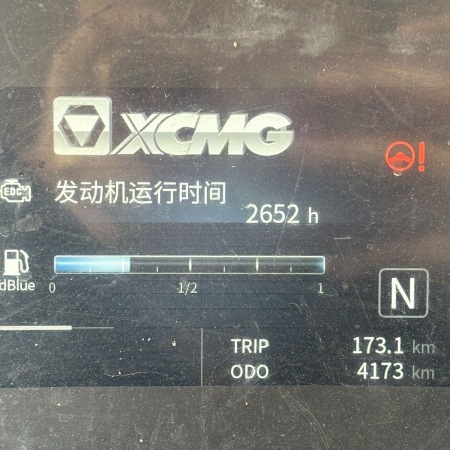 XCMG
EDC
发动机运行时间
2652 h
dBlue
0 1/2 1
N
TRIP 173.1 km
ODO 4173 km